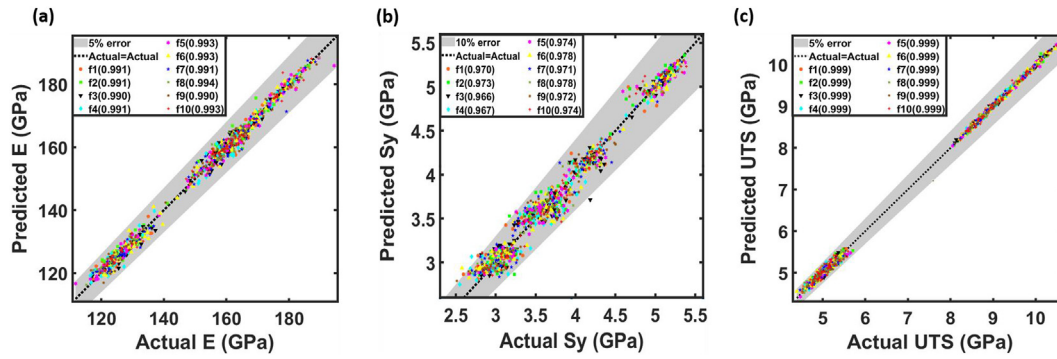 (a)
5% error
Actual=Actual
f1(0.991)
f2(0.991)
f3(0.990)
f4(0.991)
f5(0.993)
f6(0.993)
f7(0.991)
f8(0.994)
f9(0.990)
f10(0.993)
Predicted E (GPa)
180
160
140
120
120 140 160 180
Actual E (GPa)
(b)
10% error
Actual=Actual
f1(0.970)
f2(0.973)
f3(0.666)
f4(0.967)
f5(0.974)
f6(0.978)
f7(0.971)
f8(0.978)
f9(0.972)
f10(0.974)
Predicted Sy (GPa)
5.5
5
4.5
4
3.5
3
2.5 3 3.5 4 4.5 5 5.5
Actual Sy (GPa)
(c)
5% error
Actual=Actual
f1(0.999)
f2(0.999)
f3(0.999)
f4(0.999)
f5(0.999)
f6(0.999)
f7(0.999)
f8(0.999)
f9(0.999)
f10(0.999)
Predicted UTS (GPa)
10
9
8
7
6
5
5 6 7 8 9 10
Actual UTS (GPa)